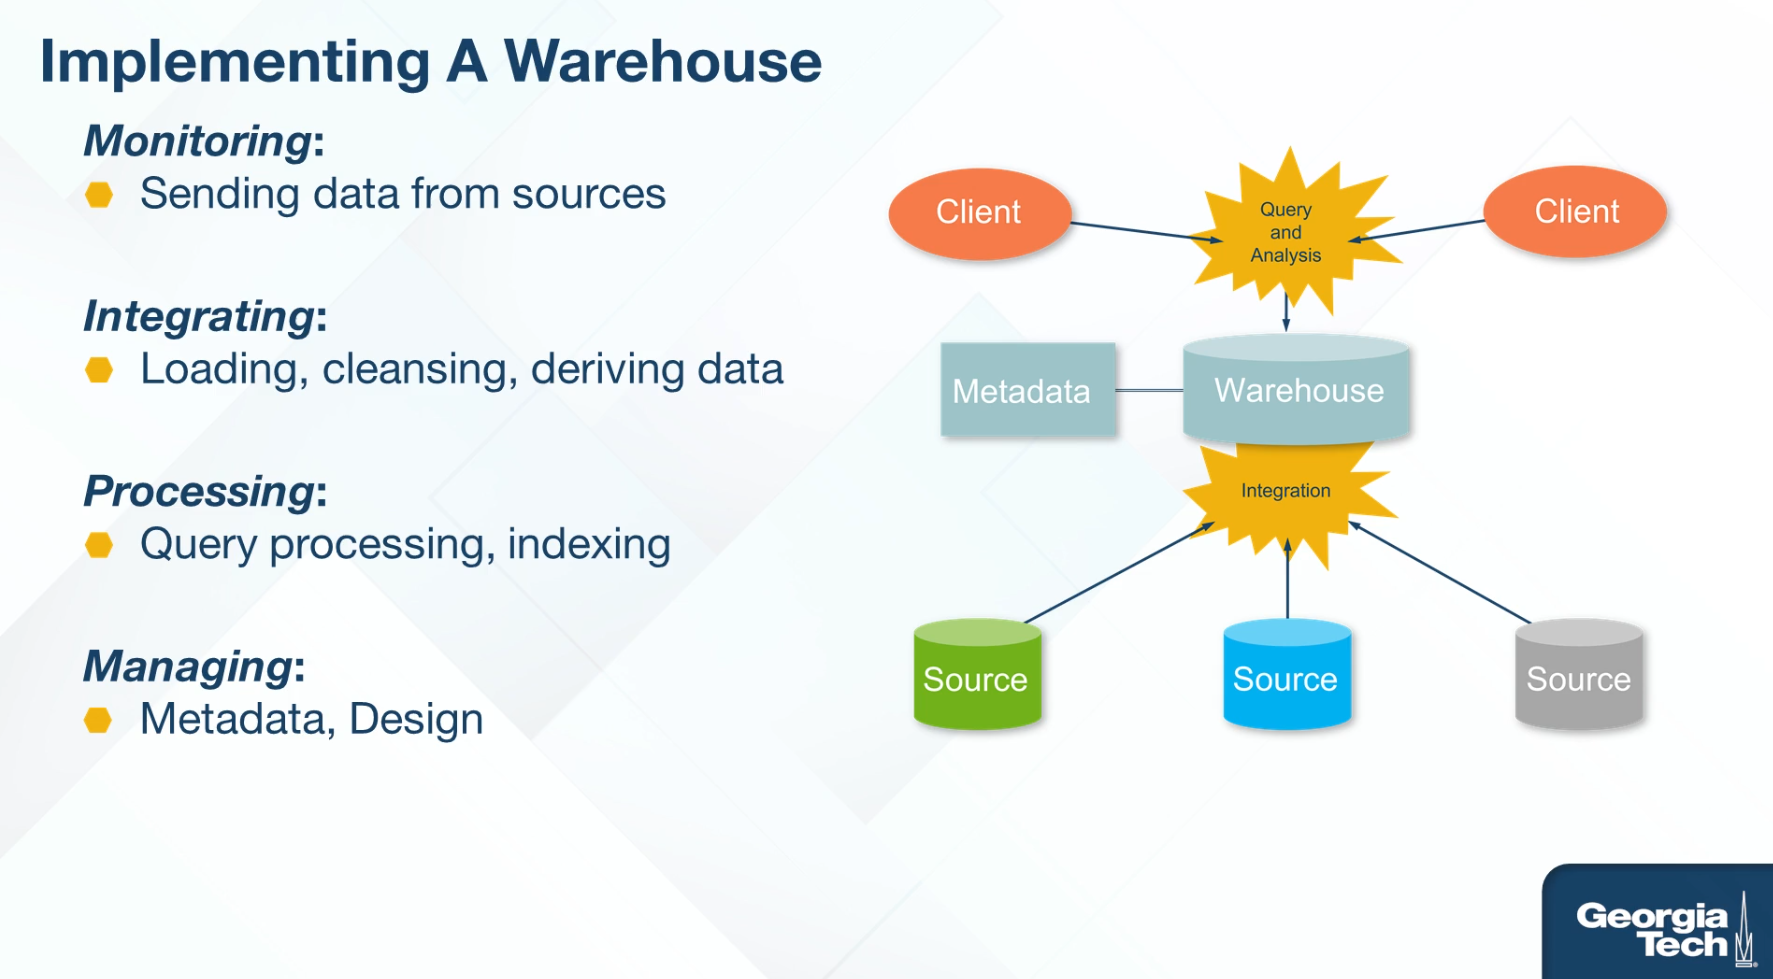 Implementing A Warehouse
Monitoring:
Sending data from sources
Integrating:
Loading, cleansing, deriving data
Processing:
Query processing, indexing
Managing:
Metadata, Design
Client
Query
and
Analysis
Client
Metadata
Warehouse
Integration
Source
Source
Source
Georgia
Tech